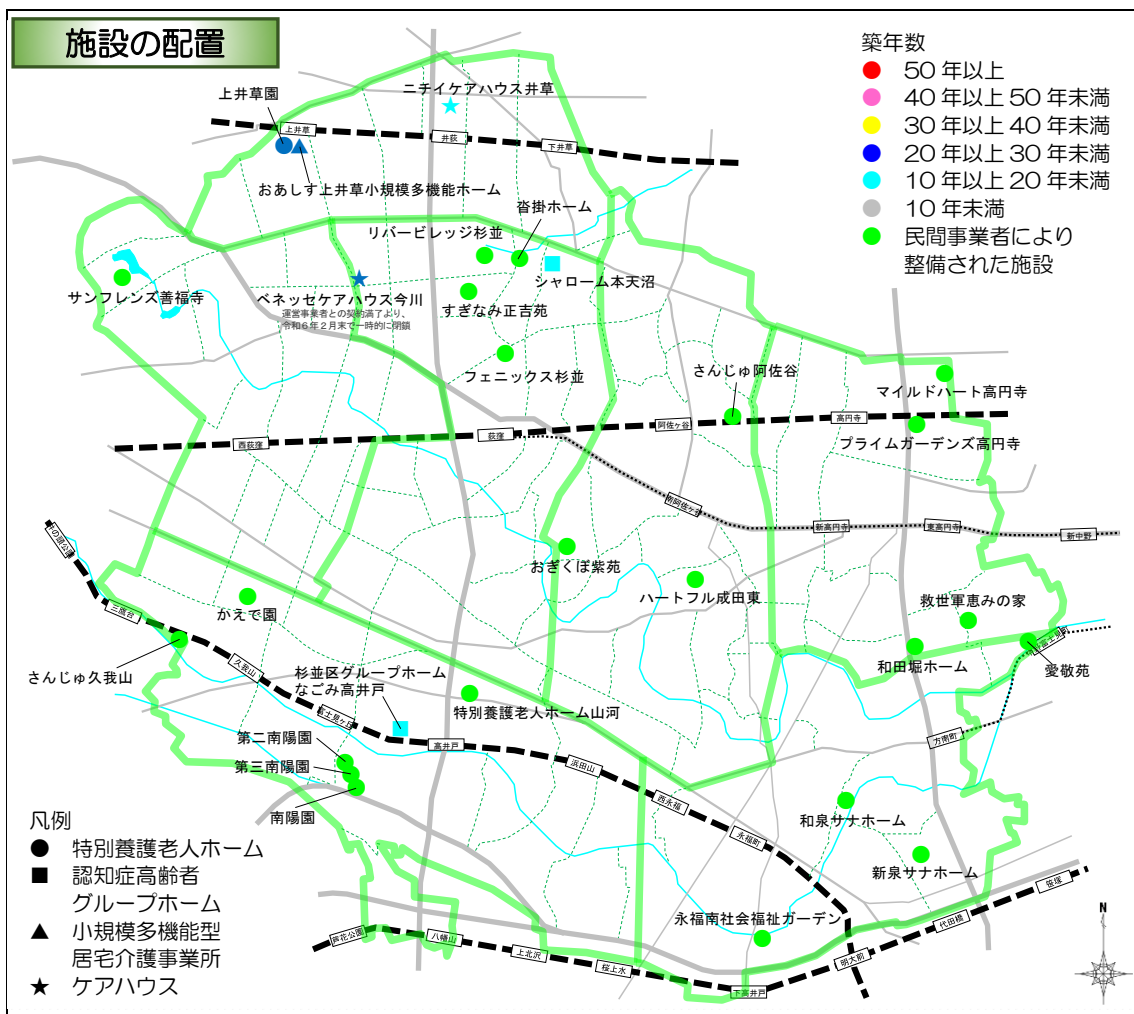 施設の配置
築年数
50年以上
40年以上50年未満
30年以上40年未満
20年以上30年未満
10年以上20年未満
10年未満
民間事業者により
整備された施設
ニチイケアハウス井草
上井草園
上井草
井荻
下井草
おあしす上井草小規模多機能ホーム
沓掛ホーム
リバービレッジ杉並
シャローム本天沼
サンフレンズ善福寺
ベネッセケアハウス今川
運営事業者との契約満了より、
令和6年2月末で一時的に閉鎖
すぎなみ正吉苑
フェニックス杉並
さんじゅ阿佐谷
マイルドハート高円寺
高円寺
阿佐ヶ谷
荻窪
西荻窪
プライムガーデンズ高円寺
南阿佐ヶ谷
新高円寺
東高円寺
新中野
おぎくぼ紫苑
ハートフル成田東
かえで園
救世軍恵みの家
三鷹台
さんじゅ久我山
久我山
和田堀ホーム
愛敬苑
杉並区グループホーム
なごみ高井戸
特別養護老人ホーム山河
富士見ヶ丘
高井戸
方南町
第二南陽園
第三南陽園
南陽園
浜田山
西永福
永福町
和泉サナホーム
新泉サナホーム
永福南社会福祉ガーデン
笹塚
代田橋
明大前
下高井戸
桜上水
上北沢
八幡山
芦花公園
凡例
特別養護老人ホーム
認知症高齢者
グループホーム
小規模多機能型
居宅介護事業所
ケアハウス
N